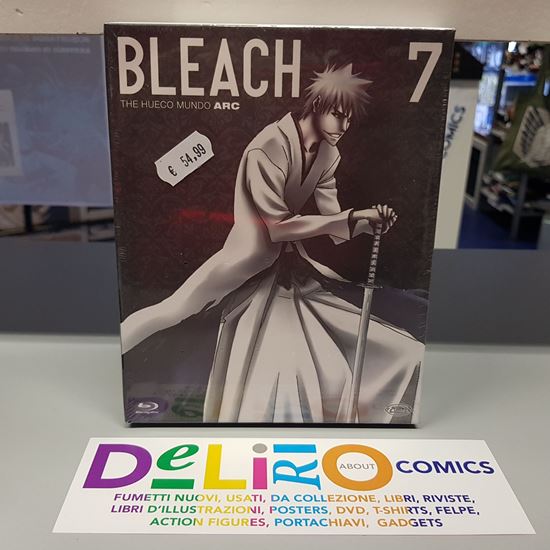 BLEACH 7
THE HUECO MUNDO ARC
€ 54,99
COMICS
DeLiRiO ABOUT COMICS
FUMETTI NUOVI, USATI, DA COLLEZIONE, LIBRI, RIVISTE,
LIBRI D'ILLUSTRAZIONI, POSTERS, DVD, T-SHIRTS, FELPE,
ACTION FIGURES, PORTACHIAVI, GADGETS